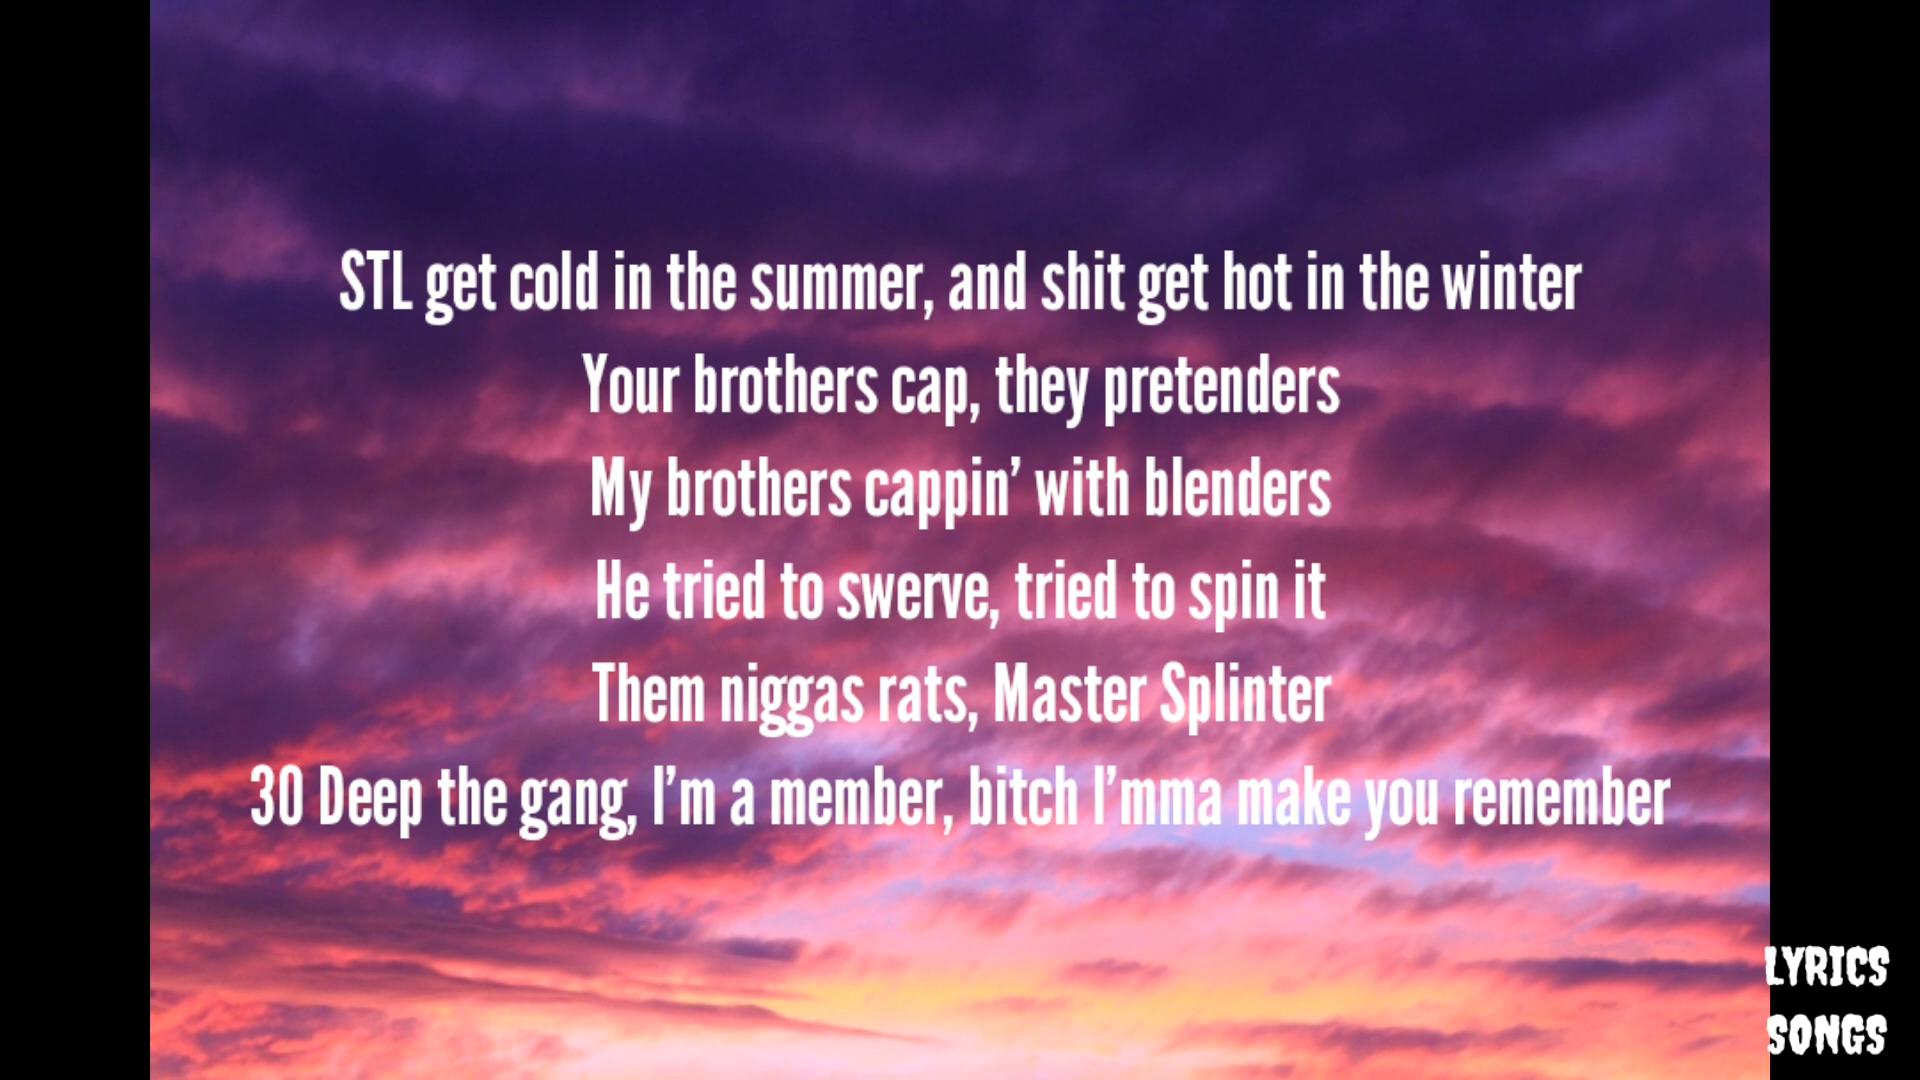 STL get cold in the summer, and shit get hot in the winter
Your brothers cap, they pretenders
My brothers cappin’ with blenders
He tried to swerve, tried to spin it
Them niggas rats, Master Splinter
30 Deep the gang, I’m a member, bitch I’mma make you remember
LYRICS
SONGS